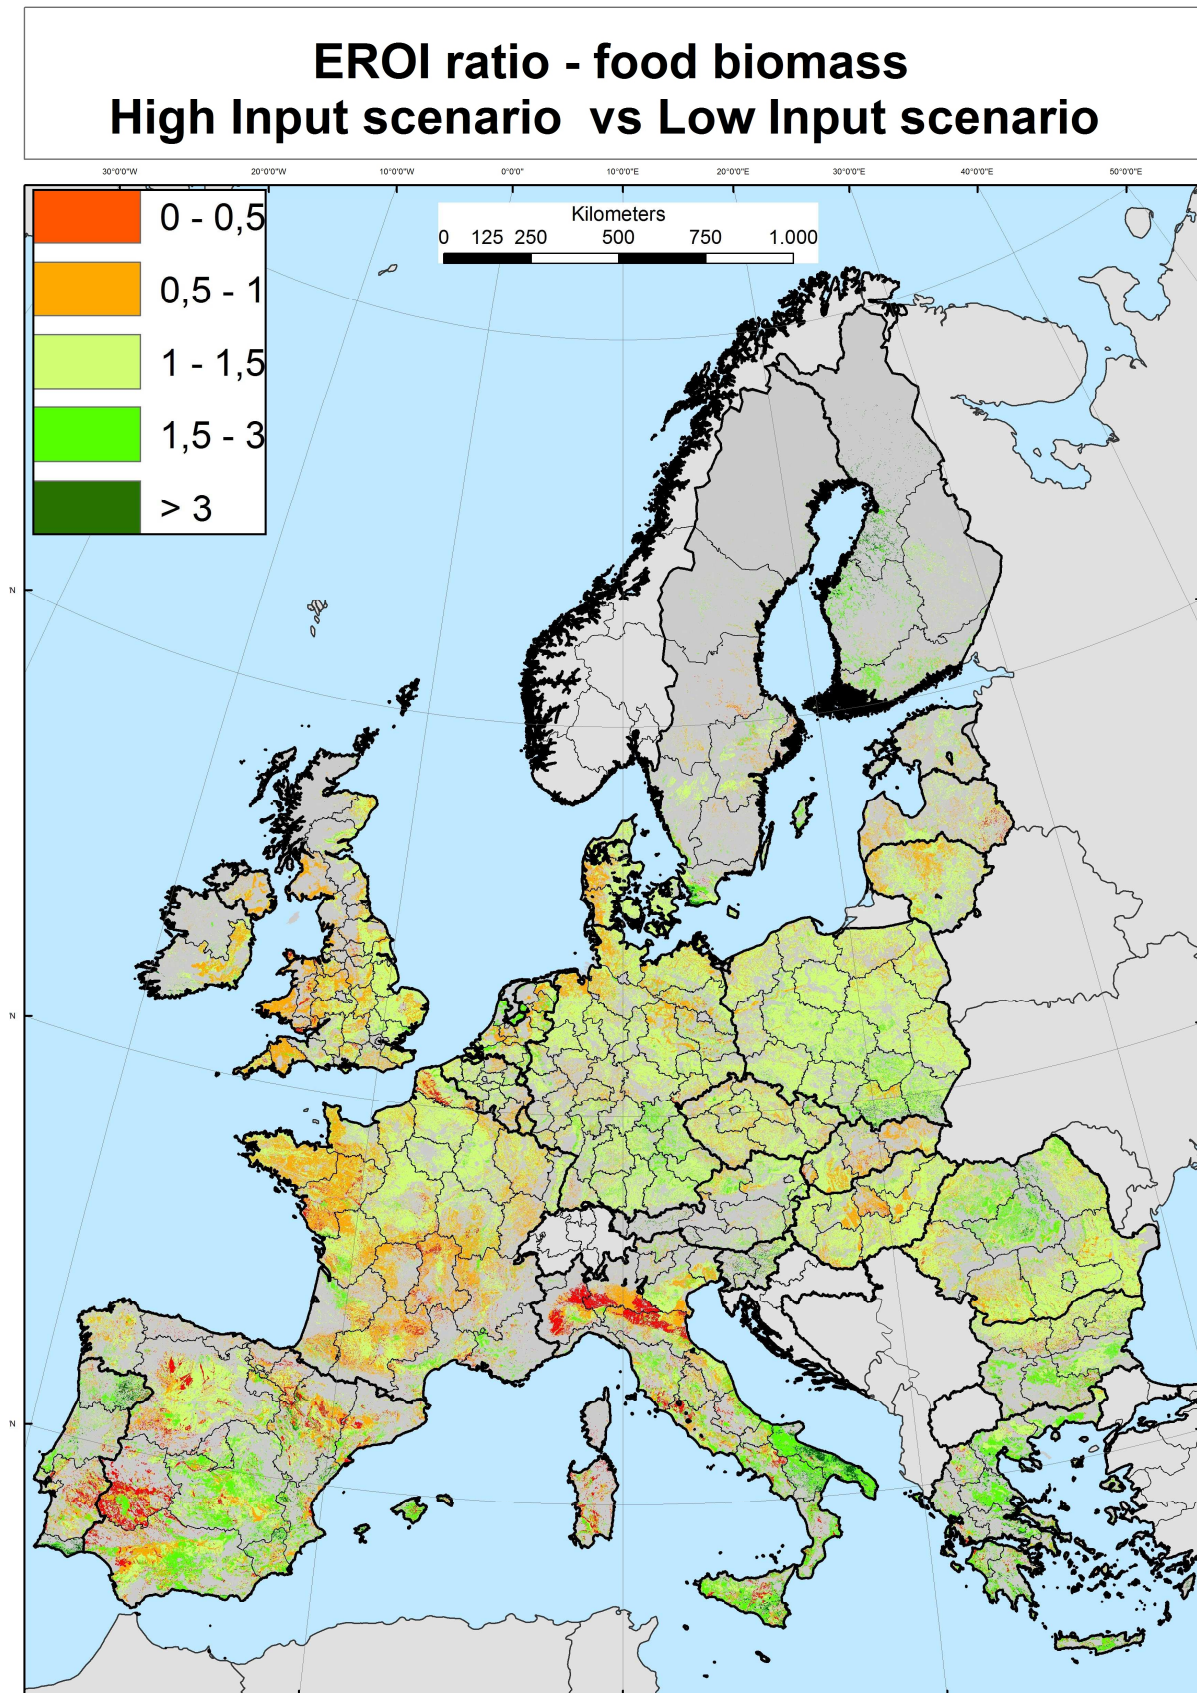 EROI ratio - food biomass
High Input scenario vs Low Input scenario
30°0'0"W 20°0'0"W 10°0'0"W 0°0'0" 10°0'0"E 20°0'0"E 30°0'0"E 40°0'0"E 50°0'0"E
0 - 0,5
0,5 - 1
1 - 1,5
1,5 - 3
> 3
Kilometers
0 125 250 500 750 1.000
N
N
N